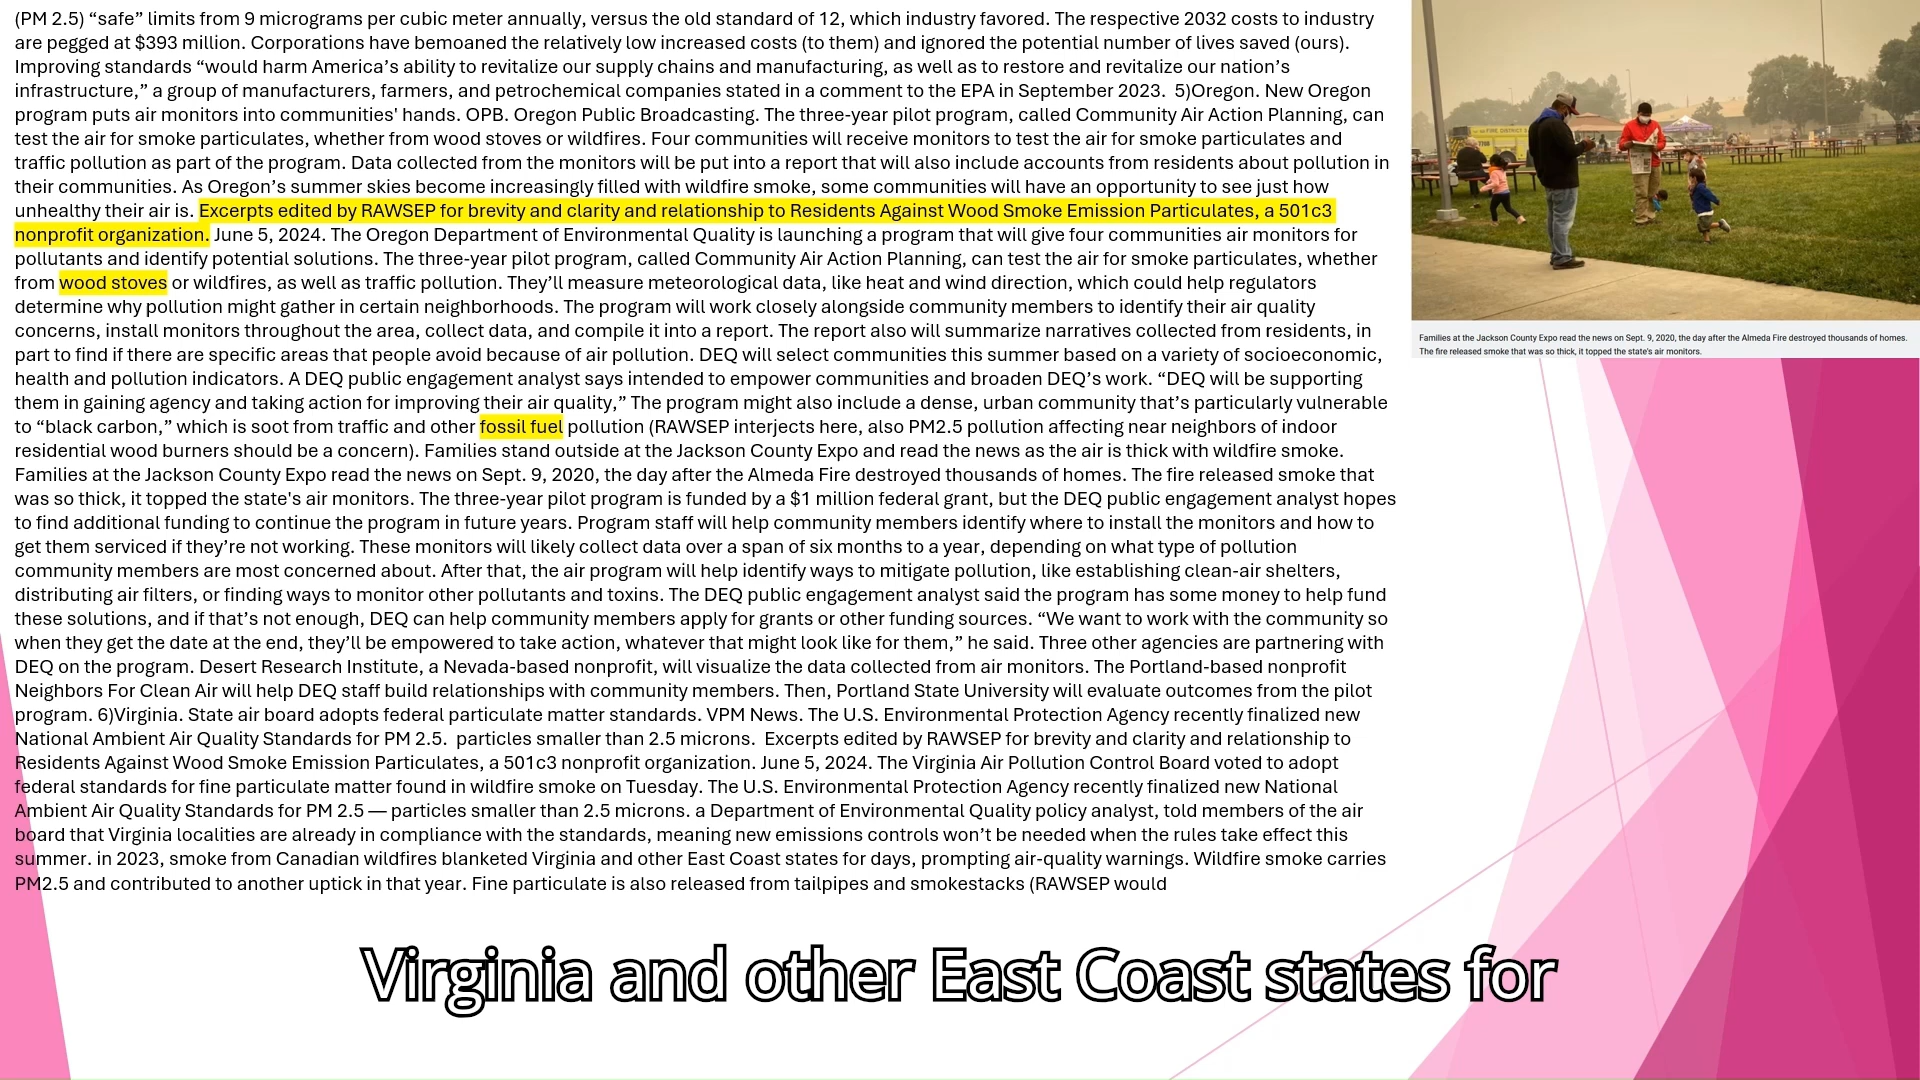 (PM 2.5) “safe” limits from 9 micrograms per cubic meter annually, versus the old standard of 12, which industry favored. The respective 2032 costs to industry
are pegged at $393 million. Corporations have bemoaned the relatively low increased costs (to them) and ignored the potential number of lives saved (ours).
Improving standards “would harm America’s ability to revitalize our supply chains and manufacturing, as well as to restore and revitalize our nation’s
infrastructure,” a group of manufacturers, farmers, and petrochemical companies stated in a comment to the EPA in September 2023.  5)Oregon. New Oregon
program puts air monitors into communities' hands. OPB. Oregon Public Broadcasting. The three-year pilot program, called Community Air Action Planning, can
test the air for smoke particulates, whether from wood stoves or wildfires. Four communities will receive monitors to test the air for smoke particulates and
traffic pollution as part of the program. Data collected from the monitors will be put into a report that will also include accounts from residents about pollution in
their communities. As Oregon’s summer skies become increasingly filled with wildfire smoke, some communities will have an opportunity to see just how
unhealthy their air is. Excerpts edited by RAWSEP for brevity and clarity and relationship to Residents Against Wood Smoke Emission Particulates, a 501c3
nonprofit organization. June 5, 2024. The Oregon Department of Environmental Quality is launching a program that will give four communities air monitors for
pollutants and identify potential solutions. The three-year pilot program, called Community Air Action Planning, can test the air for smoke particulates, whether
from wood stoves or wildfires, as well as traffic pollution. They’ll measure meteorological data, like heat and wind direction, which could help regulators
determine why pollution might gather in certain neighborhoods. The program will work closely alongside community members to identify their air quality
concerns, install monitors throughout the area, collect data, and compile it into a report. The report also will summarize narratives collected from residents, in
part to find if there are specific areas that people avoid because of air pollution. DEQ will select communities this summer based on a variety of socioeconomic,
health and pollution indicators. A DEQ public engagement analyst says intended to empower communities and broaden DEQ’s work. “DEQ will be supporting
them in gaining agency and taking action for improving their air quality,” The program might also include a dense, urban community that’s particularly vulnerable
to “black carbon,” which is soot from traffic and other fossil fuel pollution (RAWSEP interjects here, also PM2.5 pollution affecting near neighbors of indoor
residential wood burners should be a concern). Families stand outside at the Jackson County Expo and read the news as the air is thick with wildfire smoke.
Families at the Jackson County Expo read the news on Sept. 9, 2020, the day after the Almeda Fire destroyed thousands of homes. The fire released smoke that
was so thick, it topped the state's air monitors. The three-year pilot program is funded by a $1 million federal grant, but the DEQ public engagement analyst hopes
to find additional funding to continue the program in future years. Program staff will help community members identify where to install the monitors and how to
get them serviced if they’re not working. These monitors will likely collect data over a span of six months to a year, depending on what type of pollution
community members are most concerned about. After that, the air program will help identify ways to mitigate pollution, like establishing clean-air shelters,
distributing air filters, or finding ways to monitor other pollutants and toxins. The DEQ public engagement analyst said the program has some money to help fund
these solutions, and if that’s not enough, DEQ can help community members apply for grants or other funding sources. “We want to work with the community so
when they get the date at the end, they’ll be empowered to take action, whatever that might look like for them,” he said. Three other agencies are partnering with
DEQ on the program. Desert Research Institute, a Nevada-based nonprofit, will visualize the data collected from air monitors. The Portland-based nonprofit
Neighbors For Clean Air will help DEQ staff build relationships with community members. Then, Portland State University will evaluate outcomes from the pilot
program. 6)Virginia. State air board adopts federal particulate matter standards. VPM News. The U.S. Environmental Protection Agency recently finalized new
National Ambient Air Quality Standards for PM 2.5.  particles smaller than 2.5 microns.  Excerpts edited by RAWSEP for brevity and clarity and relationship to
Residents Against Wood Smoke Emission Particulates, a 501c3 nonprofit organization. June 5, 2024. The Virginia Air Pollution Control Board voted to adopt
federal standards for fine particulate matter found in wildfire smoke on Tuesday. The U.S. Environmental Protection Agency recently finalized new National
Ambient Air Quality Standards for PM 2.5 — particles smaller than 2.5 microns. a Department of Environmental Quality policy analyst, told members of the air
board that Virginia localities are already in compliance with the standards, meaning new emissions controls won’t be needed when the rules take effect this
summer. in 2023, smoke from Canadian wildfires blanketed Virginia and other East Coast states for days, prompting air-quality warnings. Wildfire smoke carries
PM2.5 and contributed to another uptick in that year. Fine particulate is also released from tailpipes and smokestacks (RAWSEP would
Families at the Jackson County Expo read the news on Sept. 9, 2020, the day after the Almeda Fire destroyed thousands of homes.
The fire released smoke that was so thick, it topped the state's air monitors.
Virginia and other East Coast states for